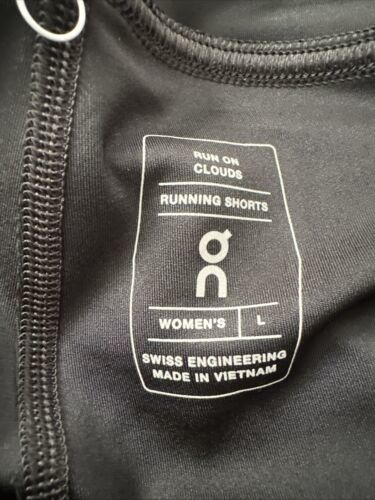 RUN ON
CLOUDS
RUNNING SHORTS
WOMEN'S L
SWISS ENGINEERING
MADE IN VIETNAM